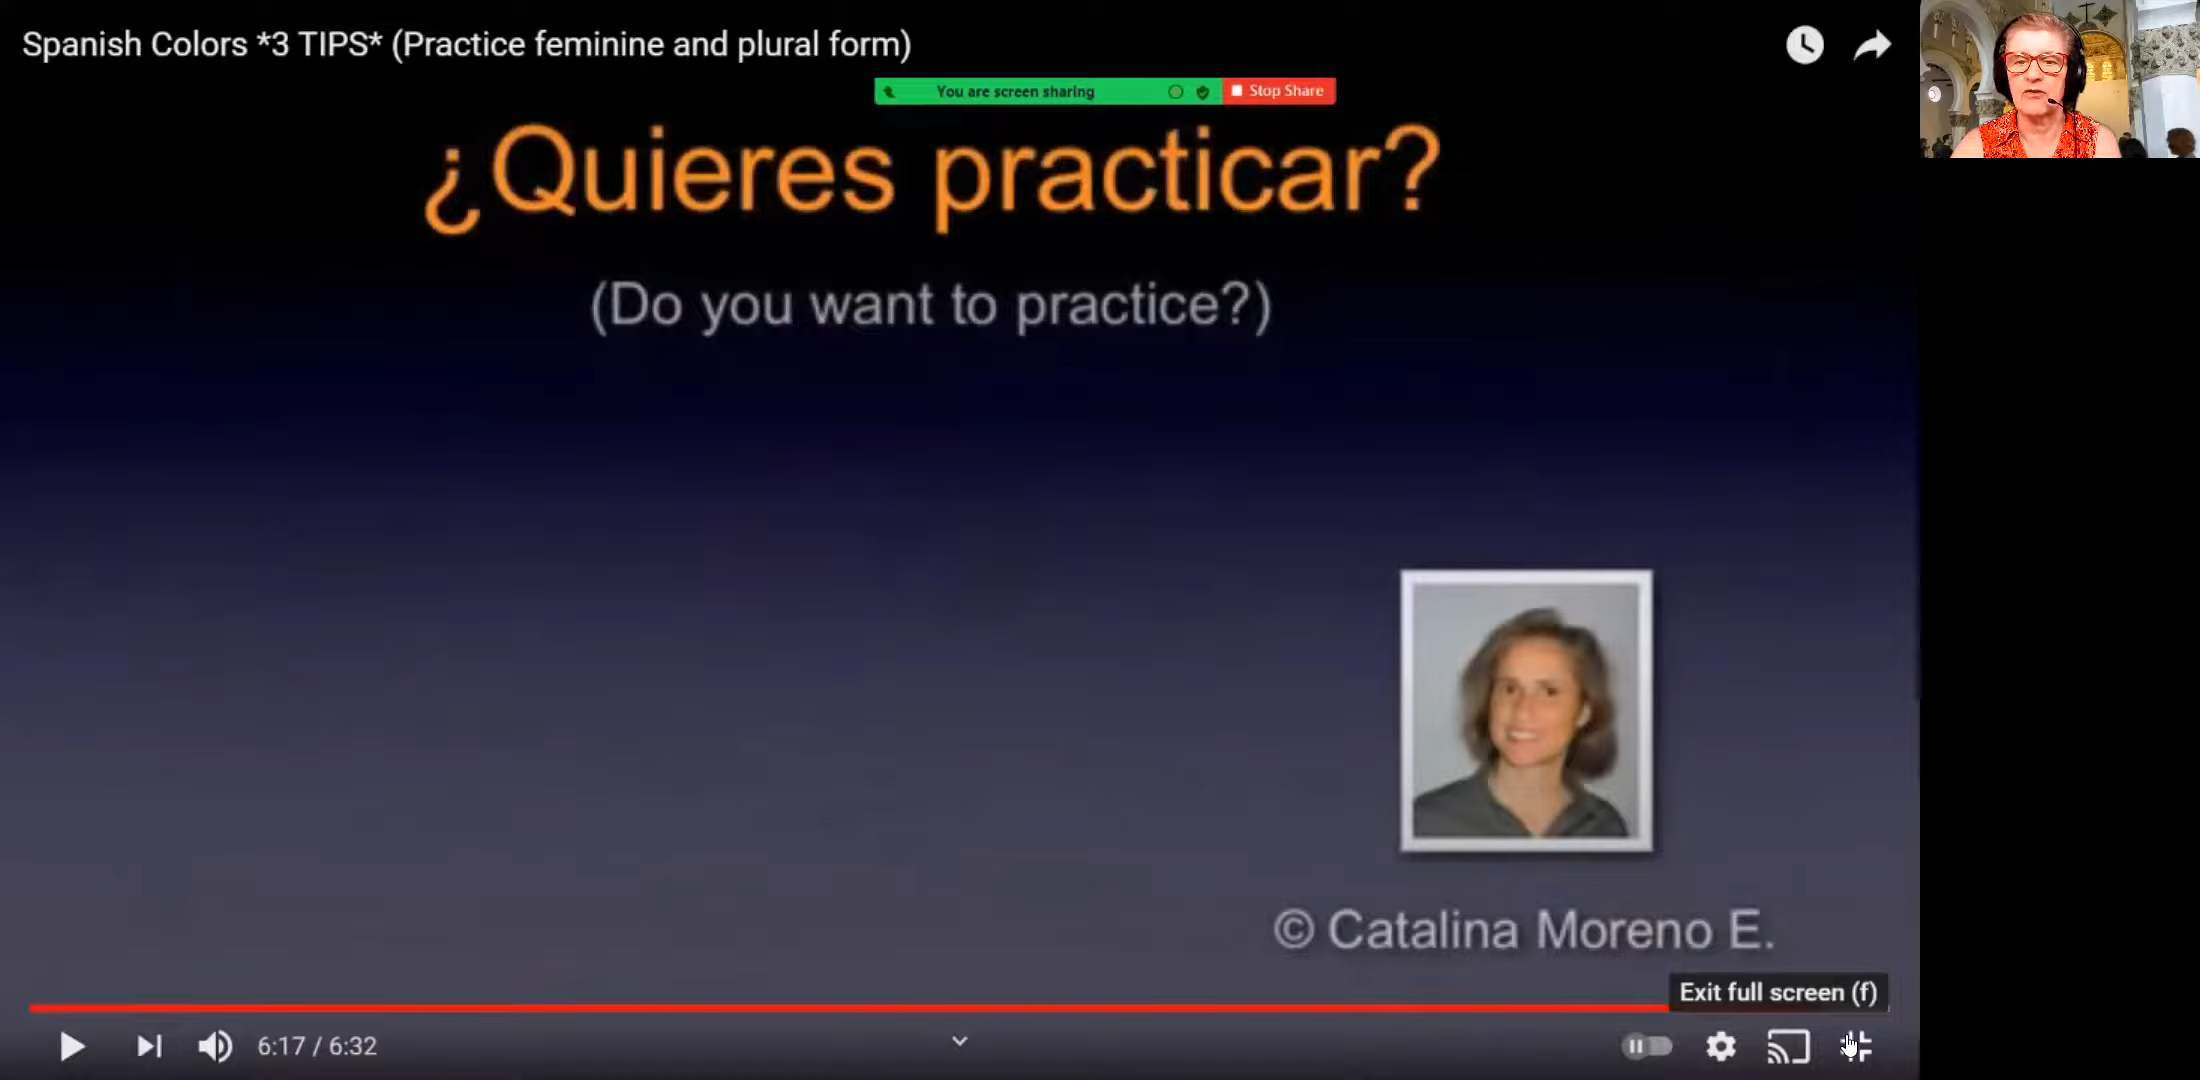 Spanish Colors *3 TIPS* (Practice feminine and plural form)
You are screen sharing
Stop Share
¿Quieres practicar?
(Do you want to practice?)
© Catalina Moreno E.
Exit full screen (f)
6:17 / 6:32